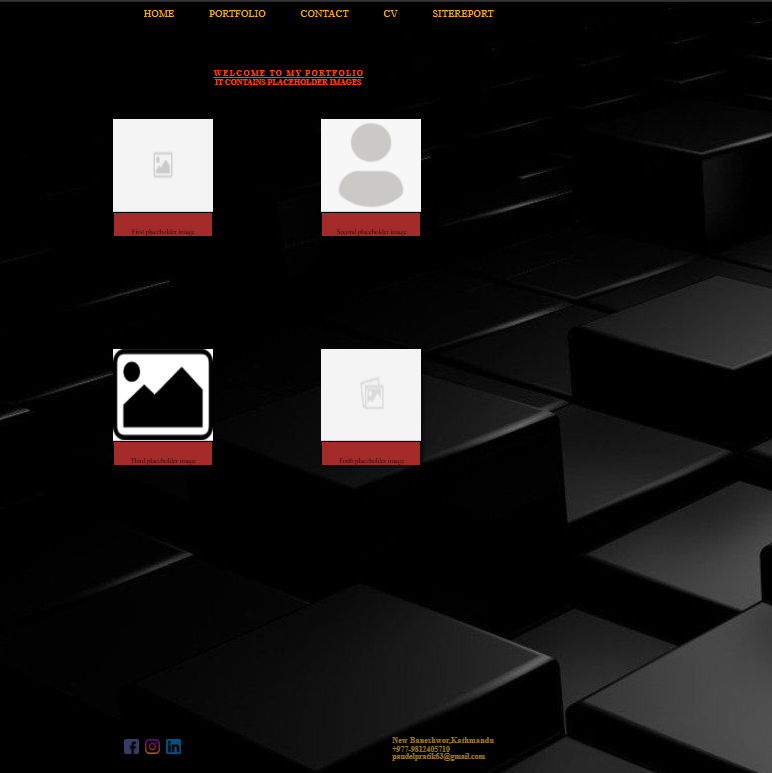 HOME PORTFOLIO CONTACT CV SITEREPORT
WELCOME TO MY PORTFOLIO
IT CONTAINS PLACEHOLDER IMAGES
First placeholder image
Second placeholder image
Third placeholder image
Forth placeholder image
New Baneshwor,Kathmandu
+977-9812405710
paudelpratik63@gmail.com